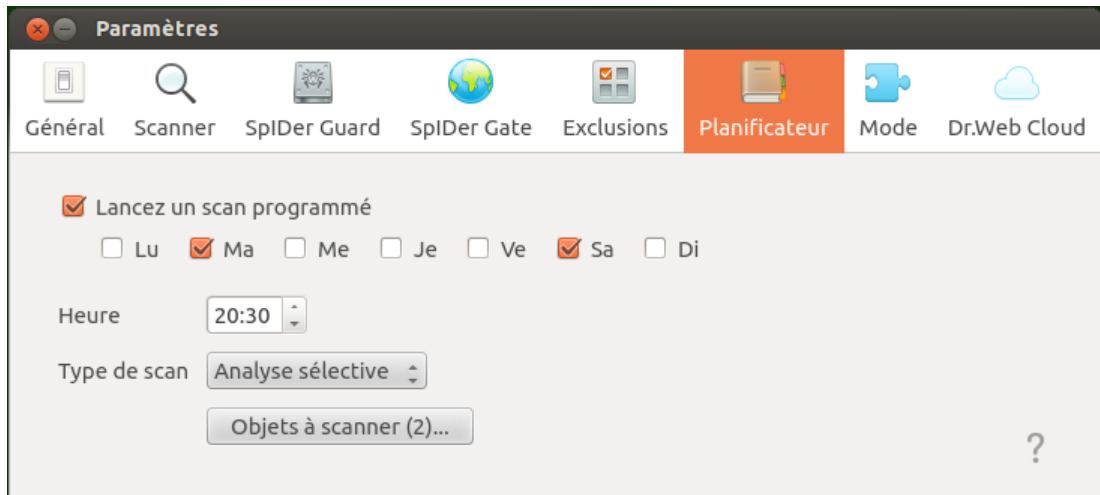 Paramètres
Général Scanner SpIDer Guard SpIDer Gate Exclusions Planificateur Mode Dr.Web Cloud
Lancez un scan programmé
Lu Ma Me Je Ve Sa Di
Heure 20:30
Type de scan Analyse sélective
Objets à scanner (2)...
?